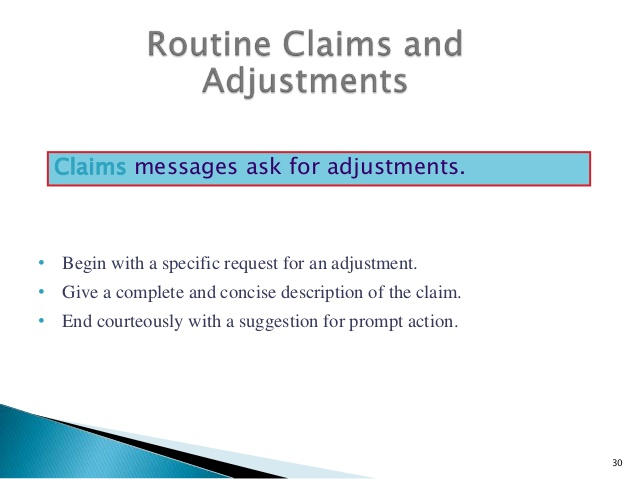 Routine Claims and
Adjustments
Claims messages ask for adjustments.
• Begin with a specific request for an adjustment.
• Give a complete and concise description of the claim.
• End courteously with a suggestion for prompt action.
30